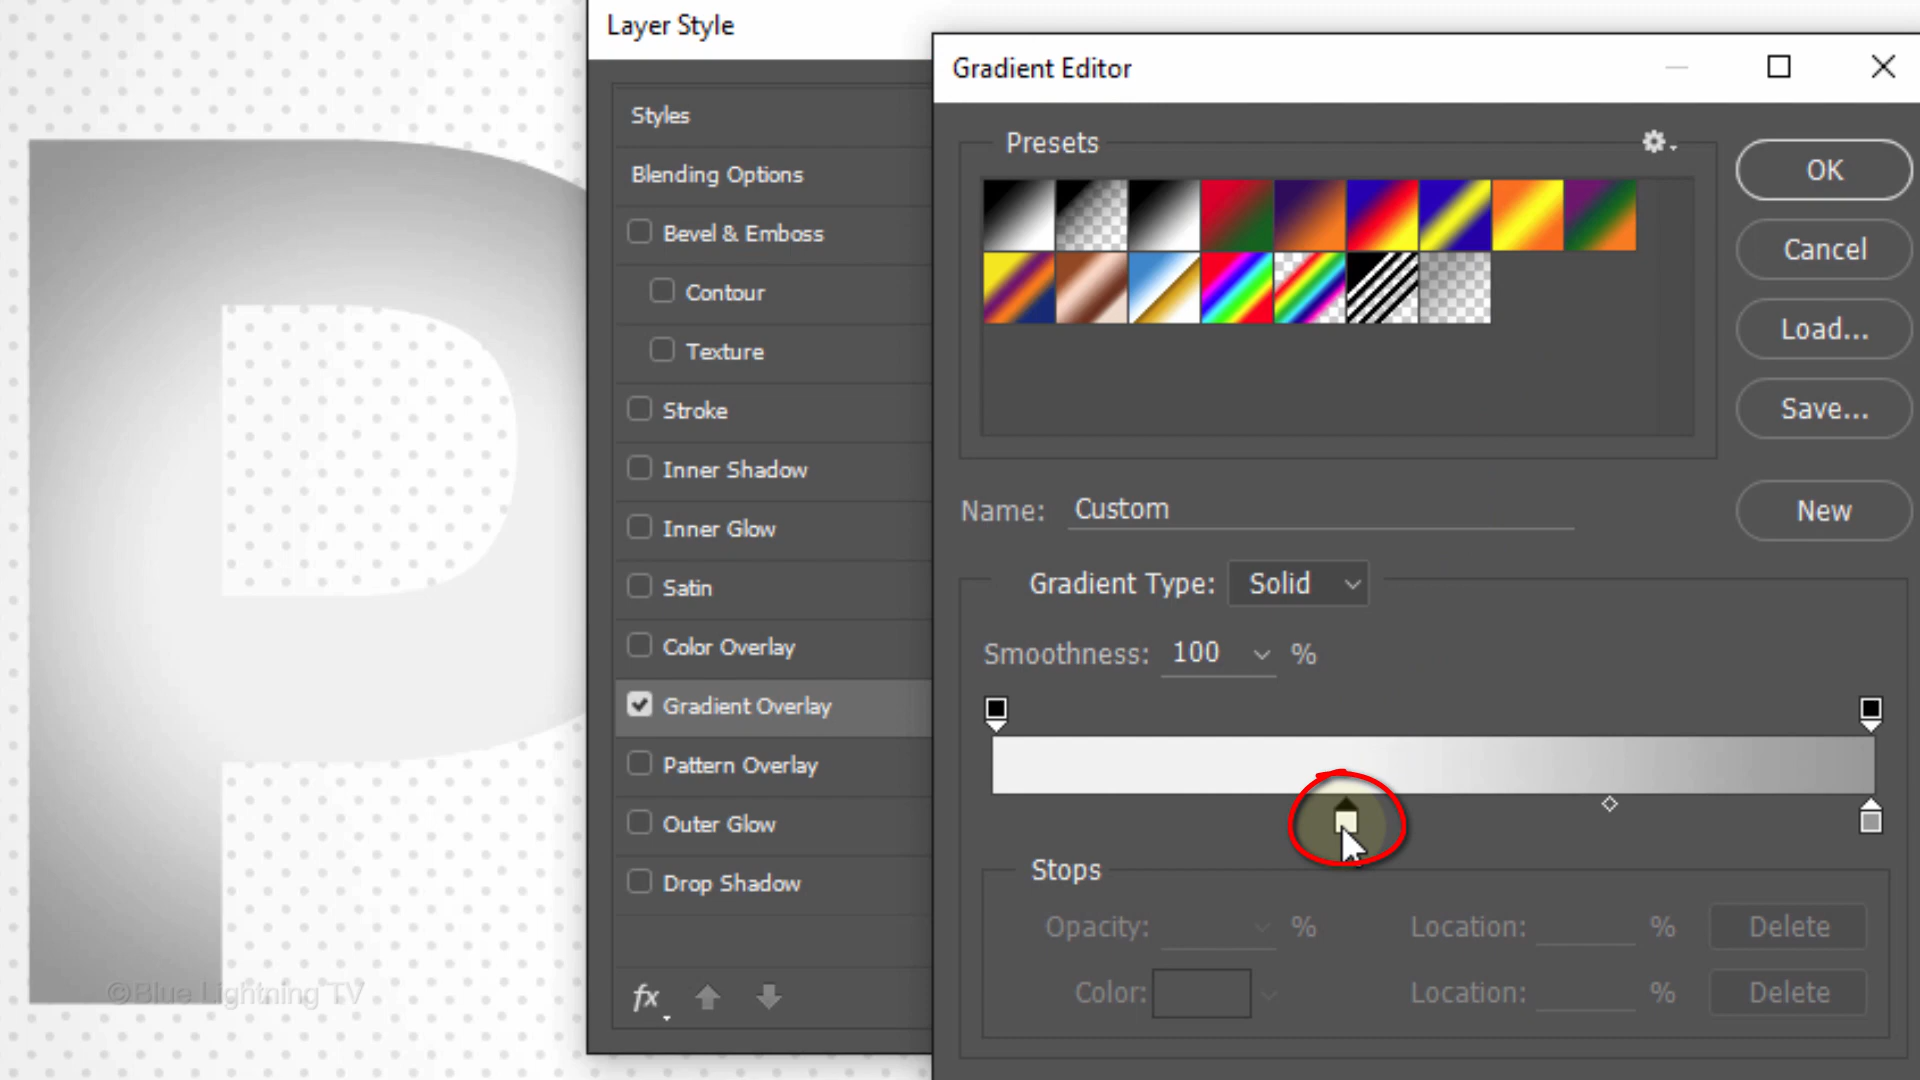 Layer Style
Gradient Editor
Styles
Blending Options
Bevel & Emboss
Contour
Texture
Stroke
Inner Shadow
Inner Glow
Satin
Color Overlay
Gradient Overlay
Pattern Overlay
Outer Glow
Drop Shadow
fx
Presets
OK
Cancel
Load...
Save...
Name: Custom
New
Gradient Type: Solid
Smoothness: 100 %
Stops
Opacity: % Location: % Delete
Color: Location: % Delete
P
©Blue Lightning TV